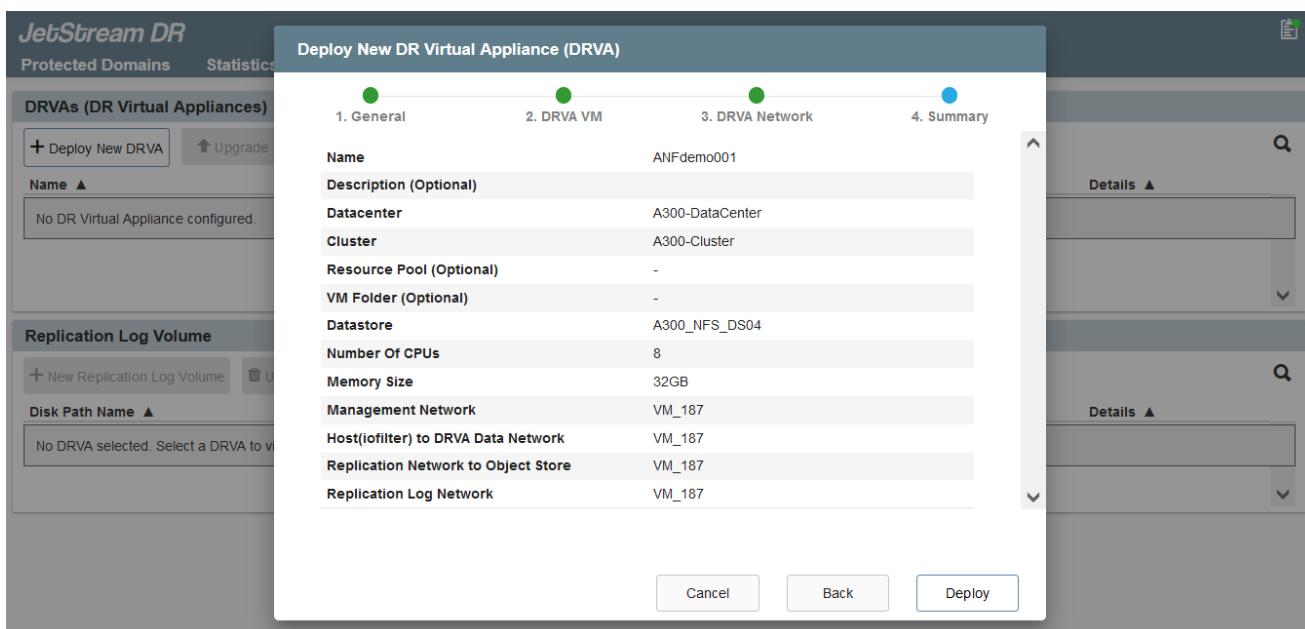 JetStream DR
Protected Domains Statistics
Deploy New DR Virtual Appliance (DRVA)
1. General 2. DRVA VM 3. DRVA Network 4. Summary
DRVAs (DR Virtual Appliances)
+ Deploy New DRVA Upgrade
Name ▲ Details ▲
No DR Virtual Appliance configured.
Replication Log Volume
+ New Replication Log Volume U
Disk Path Name ▲ Details ▲
No DRVA selected. Select a DRVA to vi
Name ANFdemo001
Description (Optional)
Datacenter A300-DataCenter
Cluster A300-Cluster
Resource Pool (Optional) -
VM Folder (Optional) -
Datastore A300_NFS_DS04
Number Of CPUs 8
Memory Size 32GB
Management Network VM_187
Host(iofilter) to DRVA Data Network VM_187
Replication Network to Object Store VM_187
Replication Log Network VM_187
Cancel Back Deploy